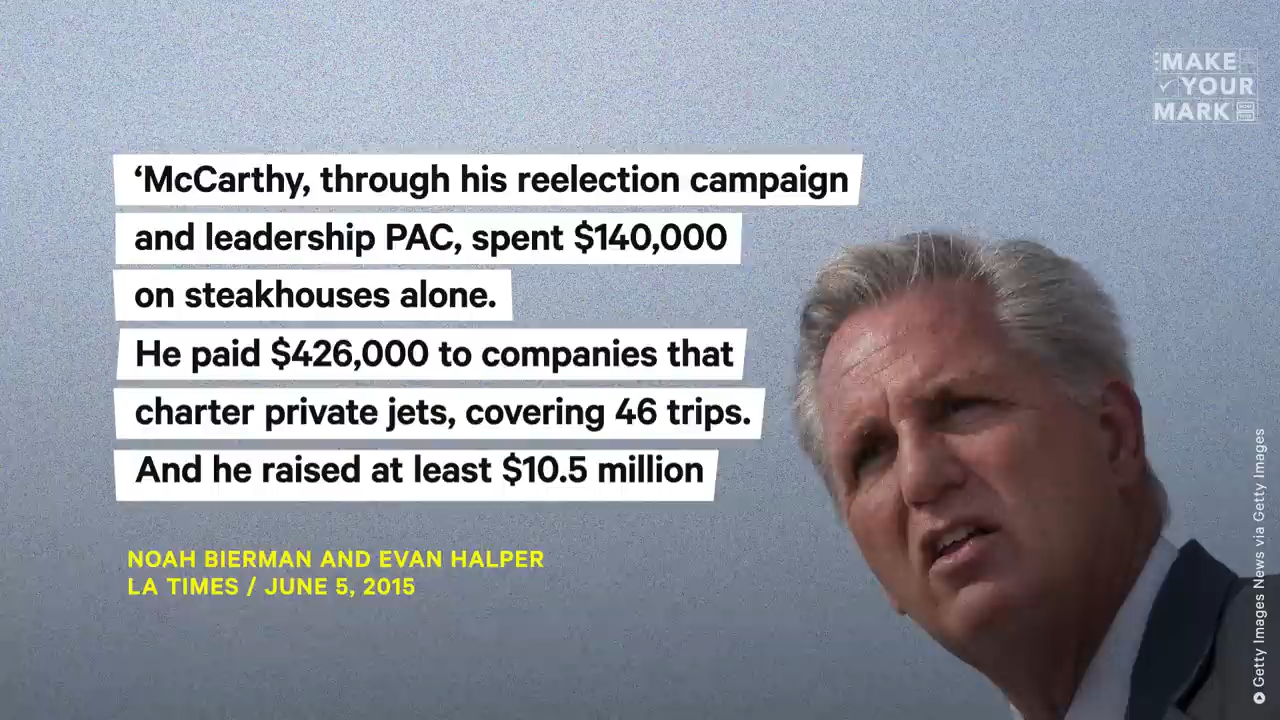 MAKE
YOUR
MARK
‘McCarthy, through his reelection campaign
and leadership PAC, spent $140,000
on steakhouses alone.
He paid $426,000 to companies that
charter private jets, covering 46 trips.
And he raised at least $10.5 million
NOAH BIERMAN AND EVAN HALPER
LA TIMES / JUNE 5, 2015
Getty Images News via Getty Images